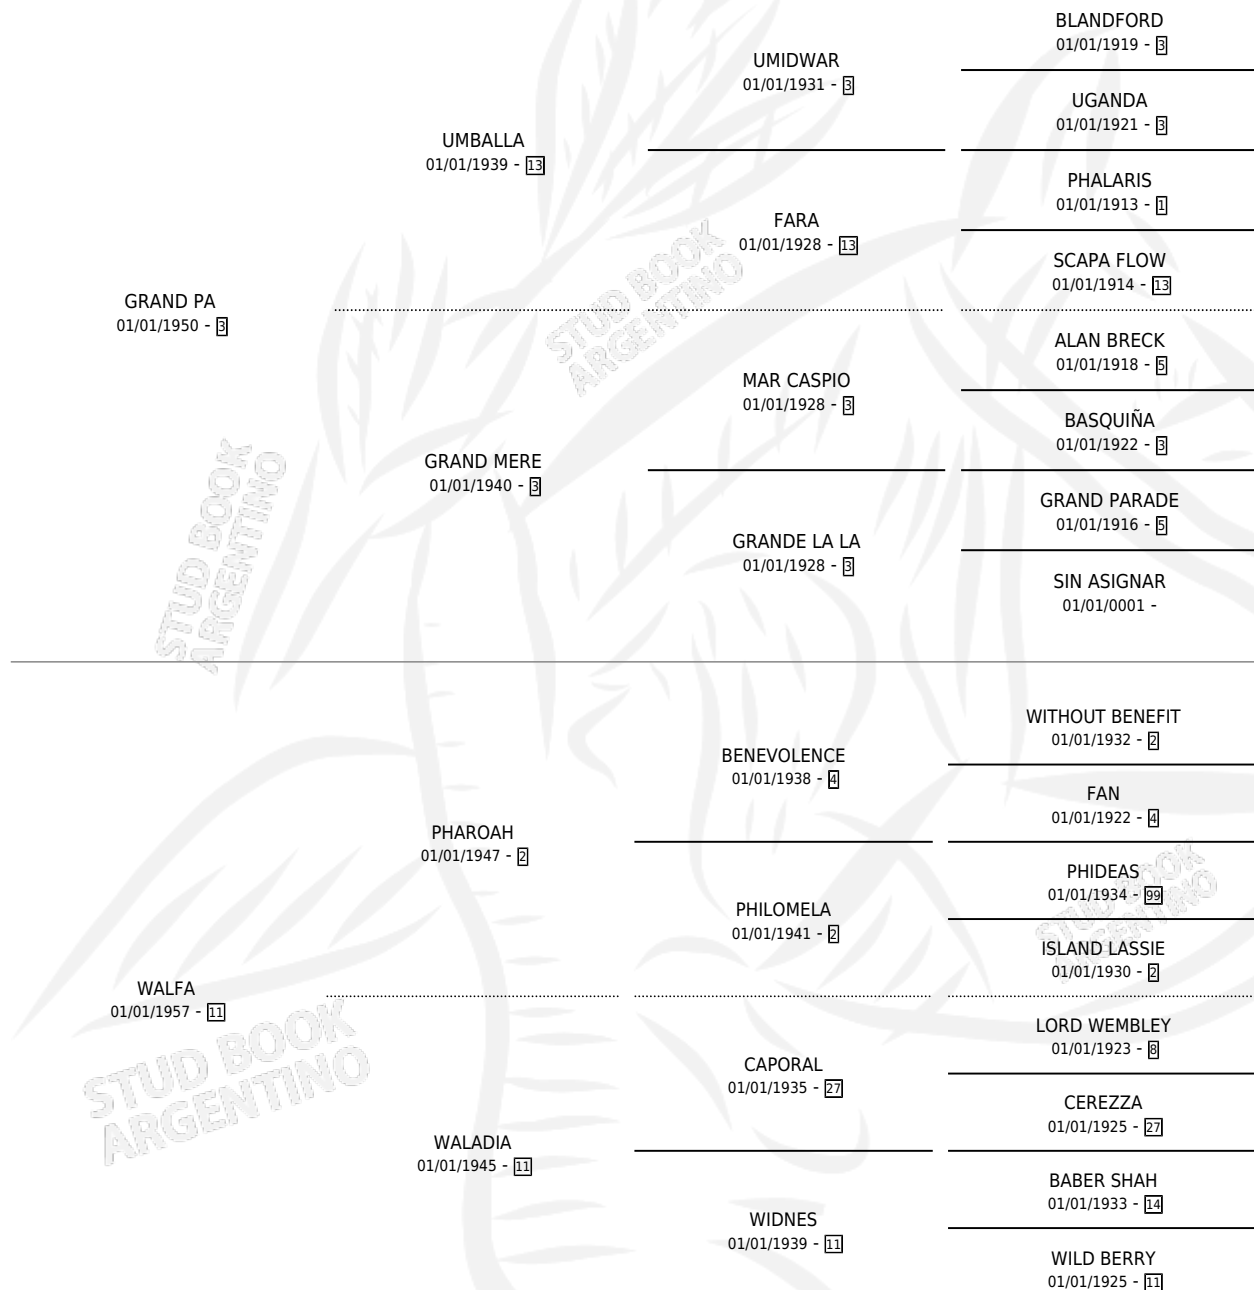 BLANDFORD
01/01/1919 - 3
UMIDWAR
01/01/1931 - 3
UGANDA
01/01/1921 - 3
UMBALLA
01/01/1939 - 13
PHALARIS
01/01/1913 - 1
FARA
01/01/1928 - 13
SCAPA FLOW
01/01/1914 - 13
GRAND PA
01/01/1950 - 3
STUD BOOK
ARGENTINO
ALAN BRECK
01/01/1918 - 5
MAR CASPIO
01/01/1928 - 3
BASQUIÑA
01/01/1922 - 3
GRAND MERE
01/01/1940 - 3
GRAND PARADE
01/01/1916 - 5
GRANDE LA LA
01/01/1928 - 3
SIN ASIGNAR
01/01/0001 -
STUD BOOK
ARGENTINO
WITHOUT BENEFIT
01/01/1932 - 2
BENEVOLENCE
01/01/1938 - 4
FAN
01/01/1922 - 4
PHAROAH
01/01/1947 - 2
PHIDEAS
01/01/1934 - 99
STUD BOOK
ARGENTINO
PHILOMELA
01/01/1941 - 2
ISLAND LASSIE
01/01/1930 - 2
WALFA
01/01/1957 - 11
STUD BOOK
ARGENTINO
LORD WEMBLEY
01/01/1923 - 8
CAPORAL
01/01/1935 - 27
CEREZZA
01/01/1925 - 27
WALADIA
01/01/1945 - 11
BABER SHAH
01/01/1933 - 14
WIDNES
01/01/1939 - 11
WILD BERRY
01/01/1925 - 11